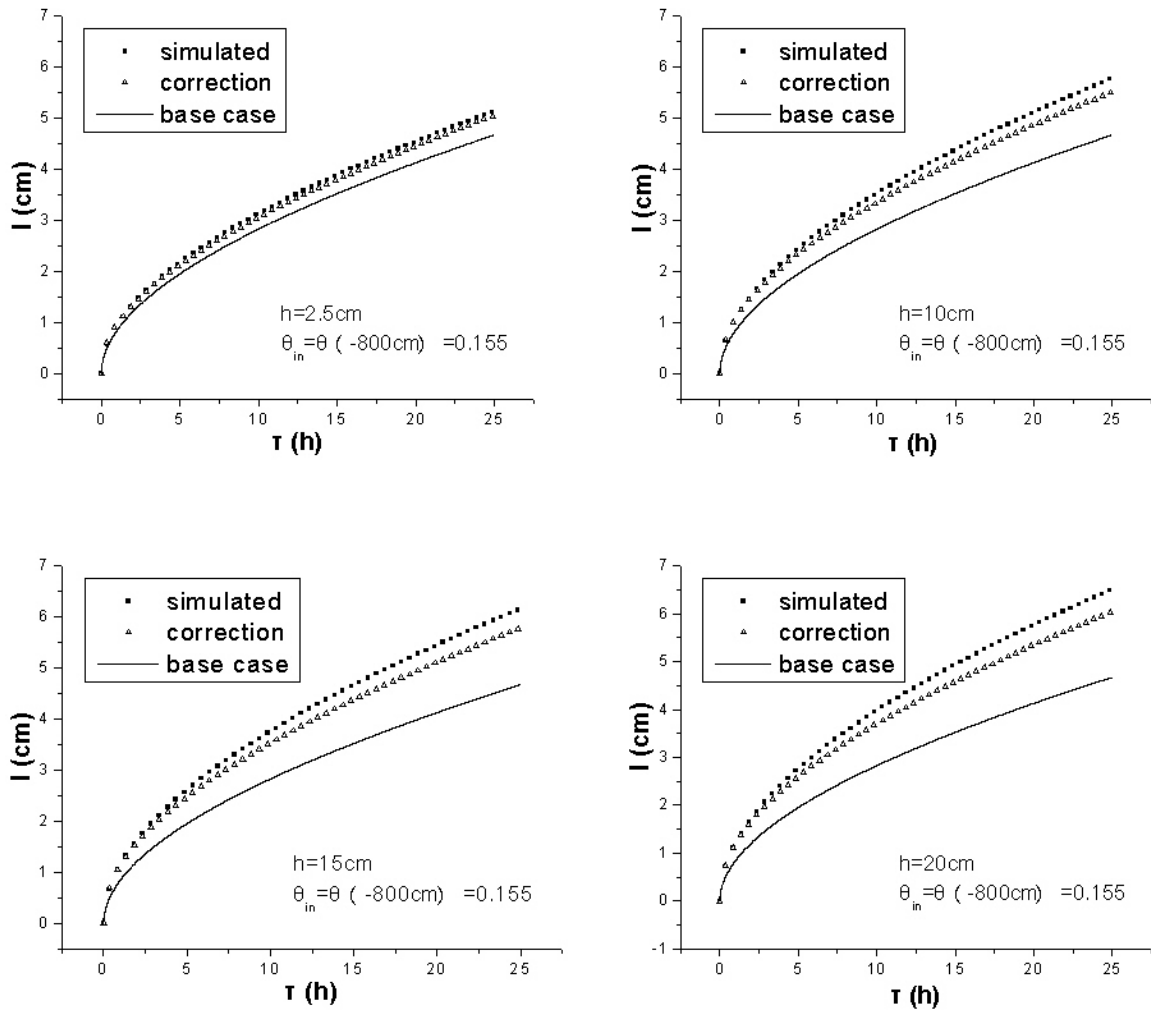 7
6
5
4
3
2
1
0
I (cm)
simulated
correction
base case
h=2.5cm
θin=θ ( -800cm) =0.155
0 5 10 15 20 25
τ (h)
7
6
5
4
3
2
1
0
I (cm)
simulated
correction
base case
h=10cm
θin=θ ( -800cm) =0.155
0 5 10 15 20 25
τ (h)
7
6
5
4
3
2
1
0
I (cm)
simulated
correction
base case
h=15cm
θin=θ ( -800cm) =0.155
0 5 10 15 20 25
τ (h)
7
6
5
4
3
2
1
0
-1
I (cm)
simulated
correction
base case
h=20cm
θin=θ ( -800cm) =0.155
0 5 10 15 20 25
τ (h)